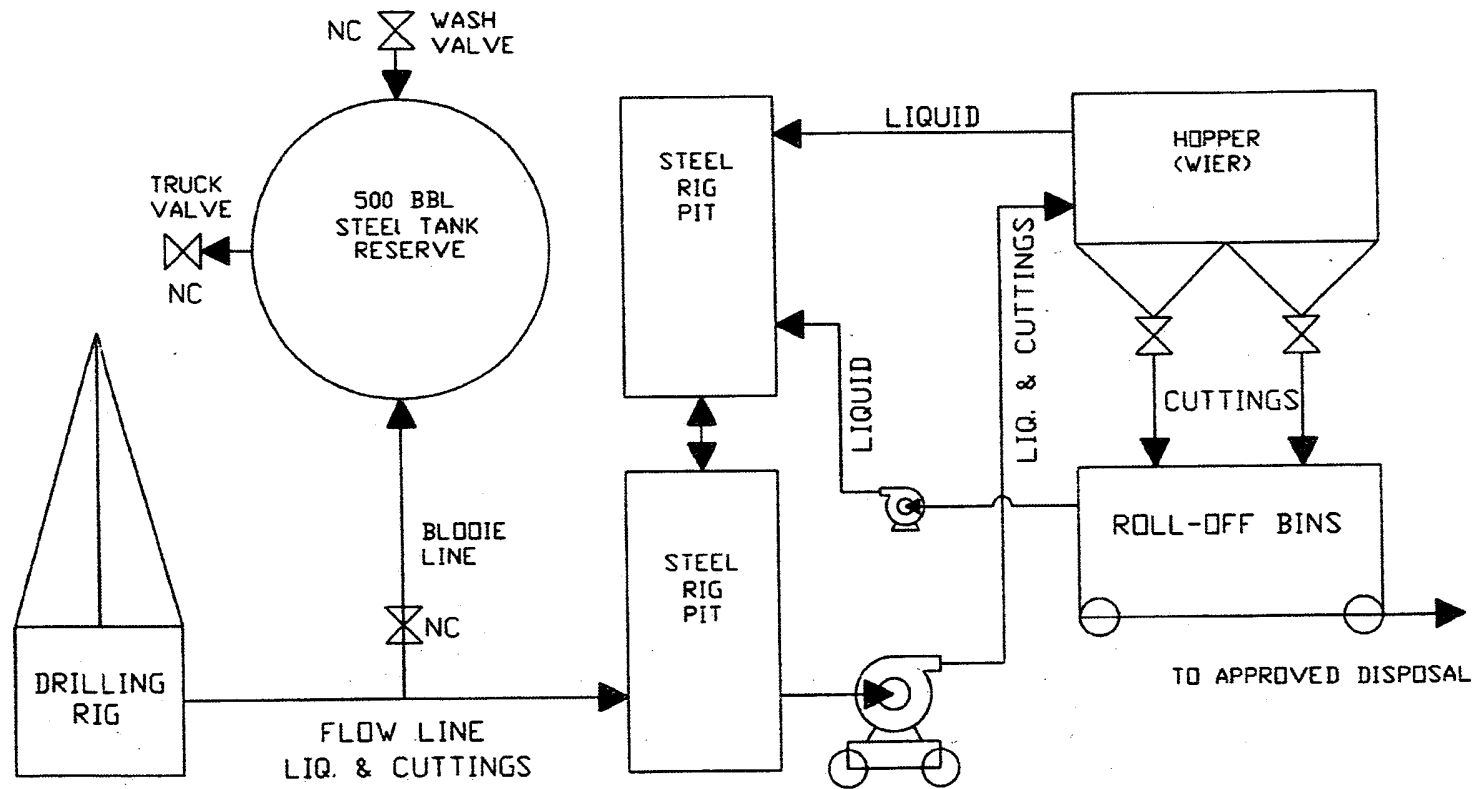 NC
WASH
VALVE
TRUCK
VALVE
NC
500 BBL
STEEL TANK
RESERVE
STEEL
RIG
PIT
LIQUID
HOPPER
(WIER)
LIQ. & CUTTINGS
LIQUID
CUTTINGS
BLOOIE
LINE
NC
STEEL
RIG
PIT
ROLL-OFF BINS
DRILLING
RIG
FLOW LINE
LIQ. & CUTTINGS
TO APPROVED DISPOSAL